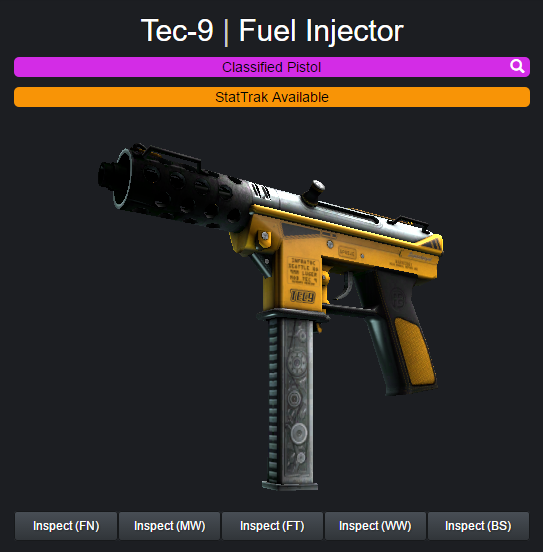 Tec-9 | Fuel Injector
Classified Pistol
StatTrak Available
TEC9
Inspect (FN)
Inspect (MW)
Inspect (FT)
Inspect (WW)
Inspect (BS)